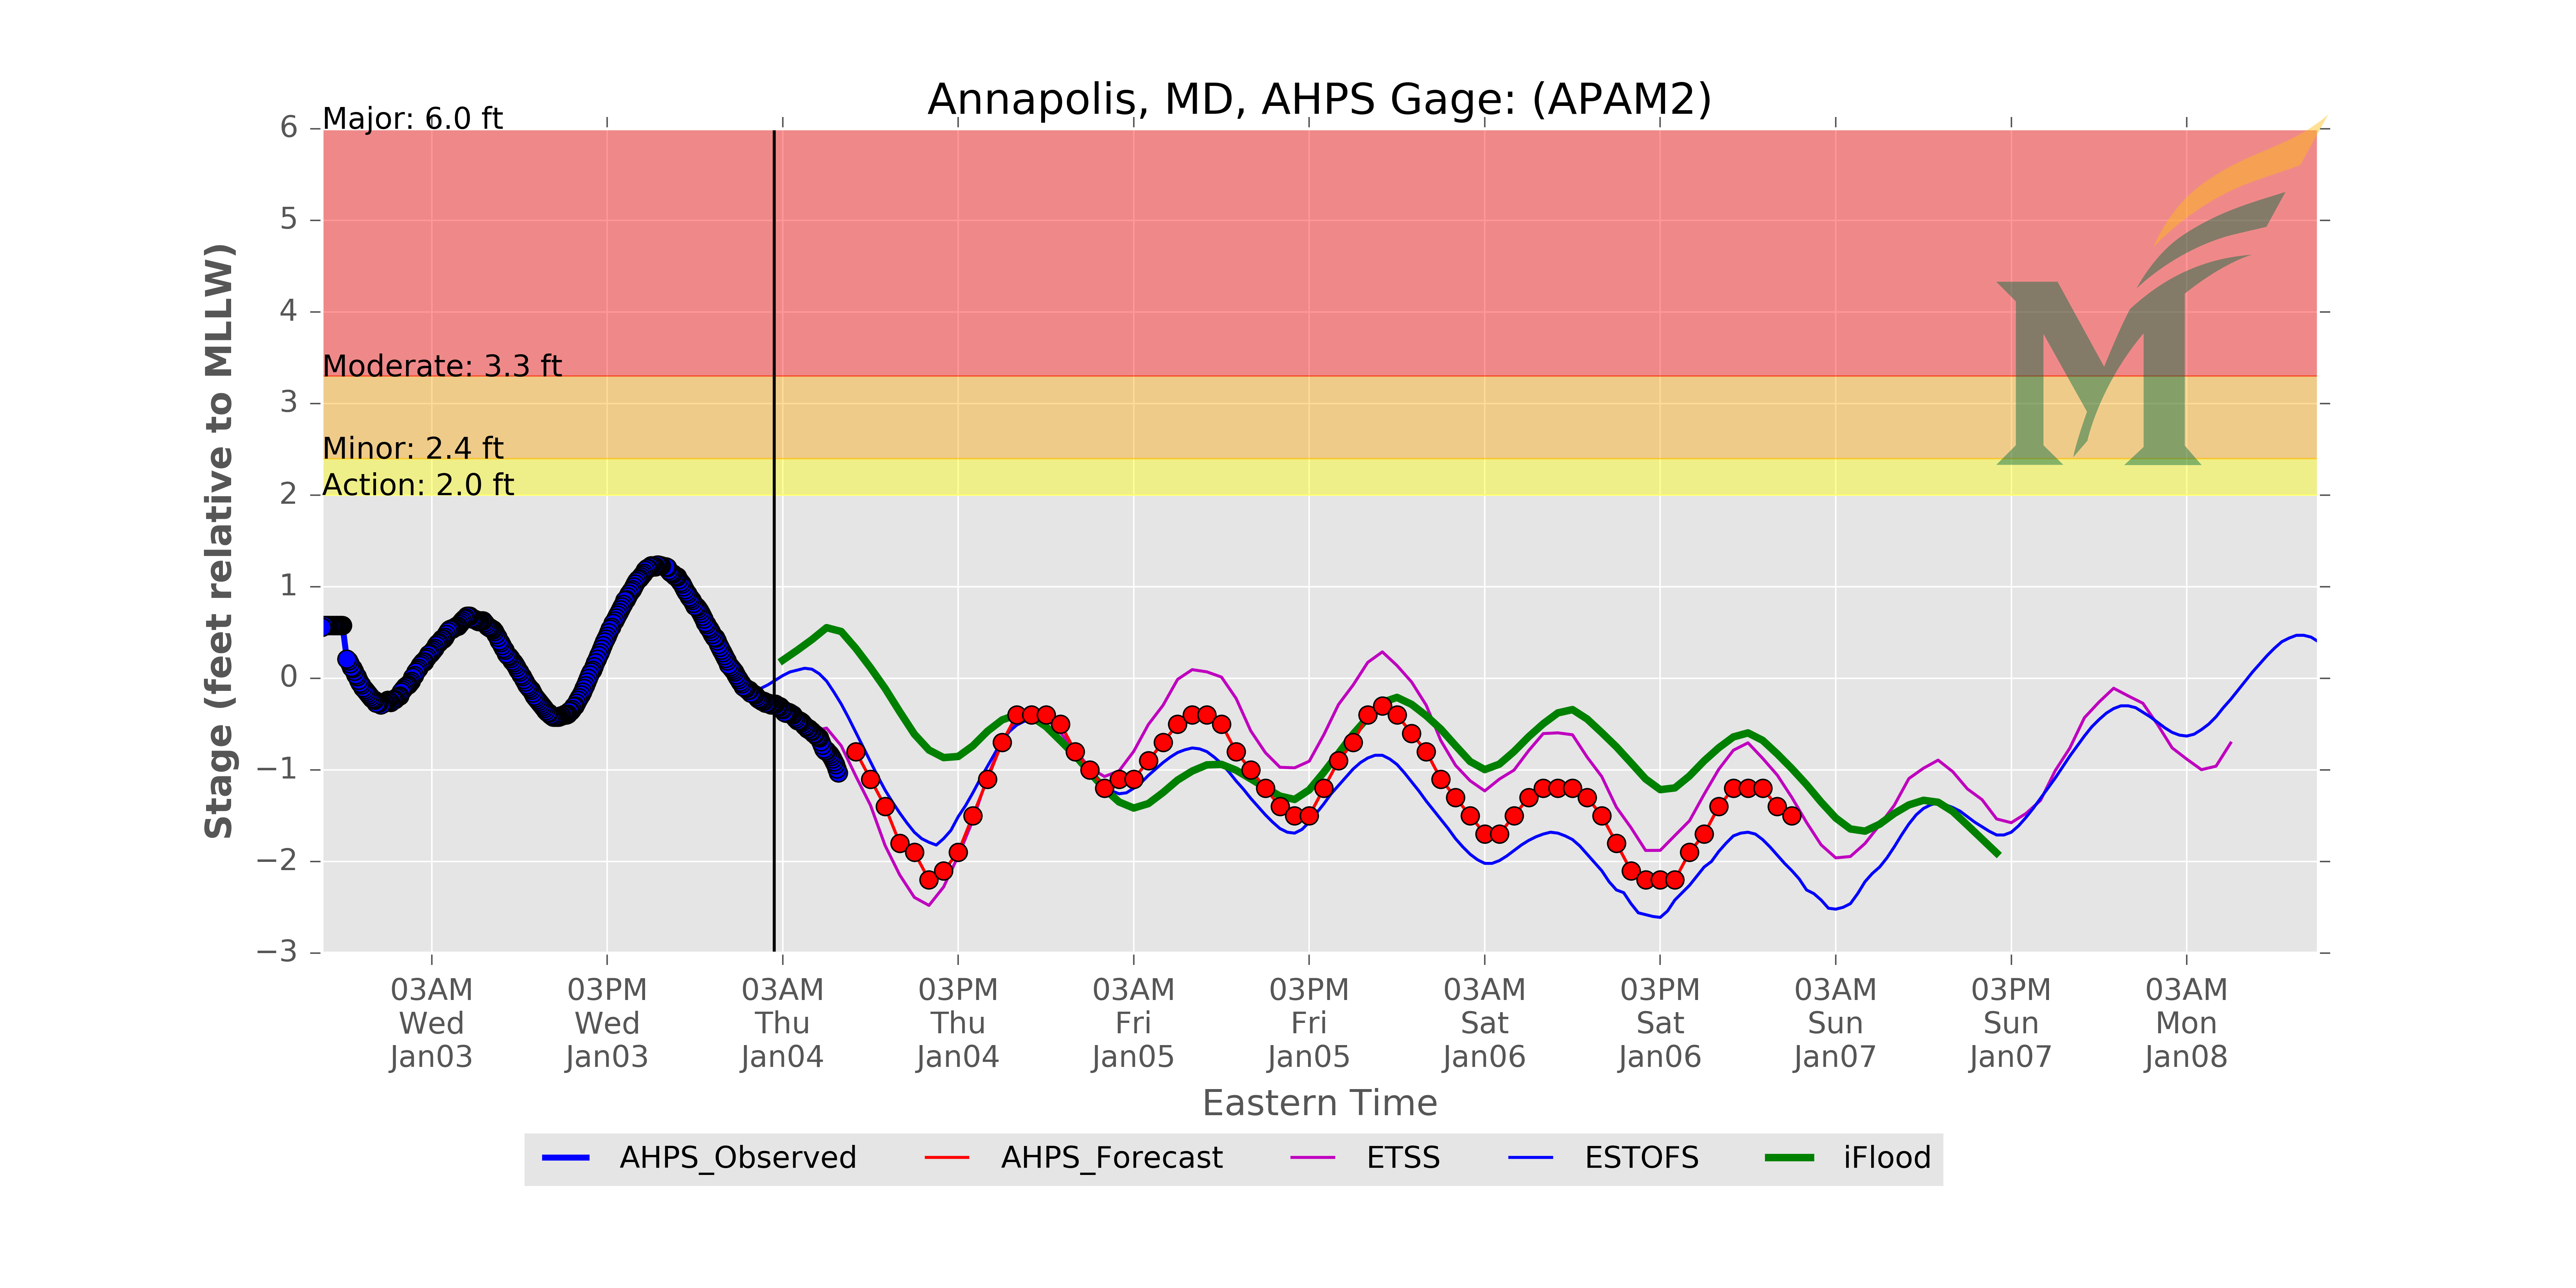 Annapolis, MD, AHPS Gage: (APAM2)
Major: 6.0 ft
Moderate: 3.3 ft
Minor: 2.4 ft
Action: 2.0 ft
6
5
4
3
2
1
0
−1
−2
−3
Stage (feet relative to MLLW)
03AM
Wed
Jan03
03PM
Wed
Jan03
03AM
Thu
Jan04
03PM
Thu
Jan04
03AM
Fri
Jan05
03PM
Fri
Jan05
03AM
Sat
Jan06
03PM
Sat
Jan06
03AM
Sun
Jan07
03PM
Sun
Jan07
03AM
Mon
Jan08
Eastern Time
AHPS_Observed
AHPS_Forecast
ETSS
ESTOFS
iFlood
M